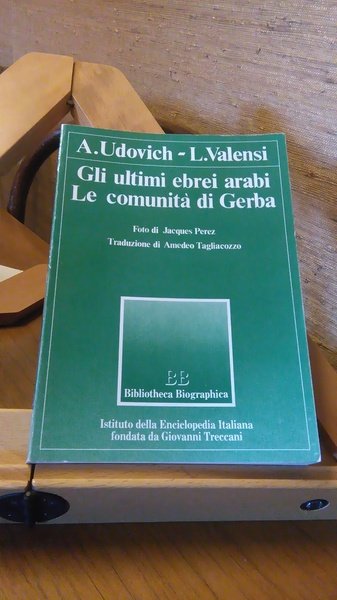 A. Udovich - L. Valensi
Gli ultimi ebrei arabi
Le comunità di Gerba
Foto di Jacques Perez
Traduzione di Amedeo Tagliacozzo
BB
Bibliotheca Biographica
Istituto della Enciclopedia Italiana
fondata da Giovanni Treccani